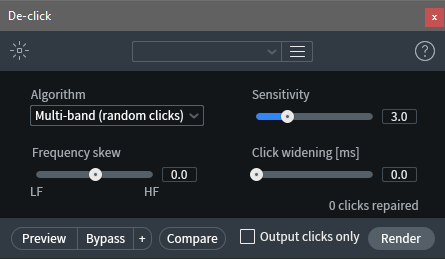 De-click
x
?
Algorithm
Multi-band (random clicks)
Sensitivity
3.0
Frequency skew
0.0
LF
HF
Click widening [ms]
0.0
0 clicks repaired
Preview
Bypass
+
Compare
Output clicks only
Render